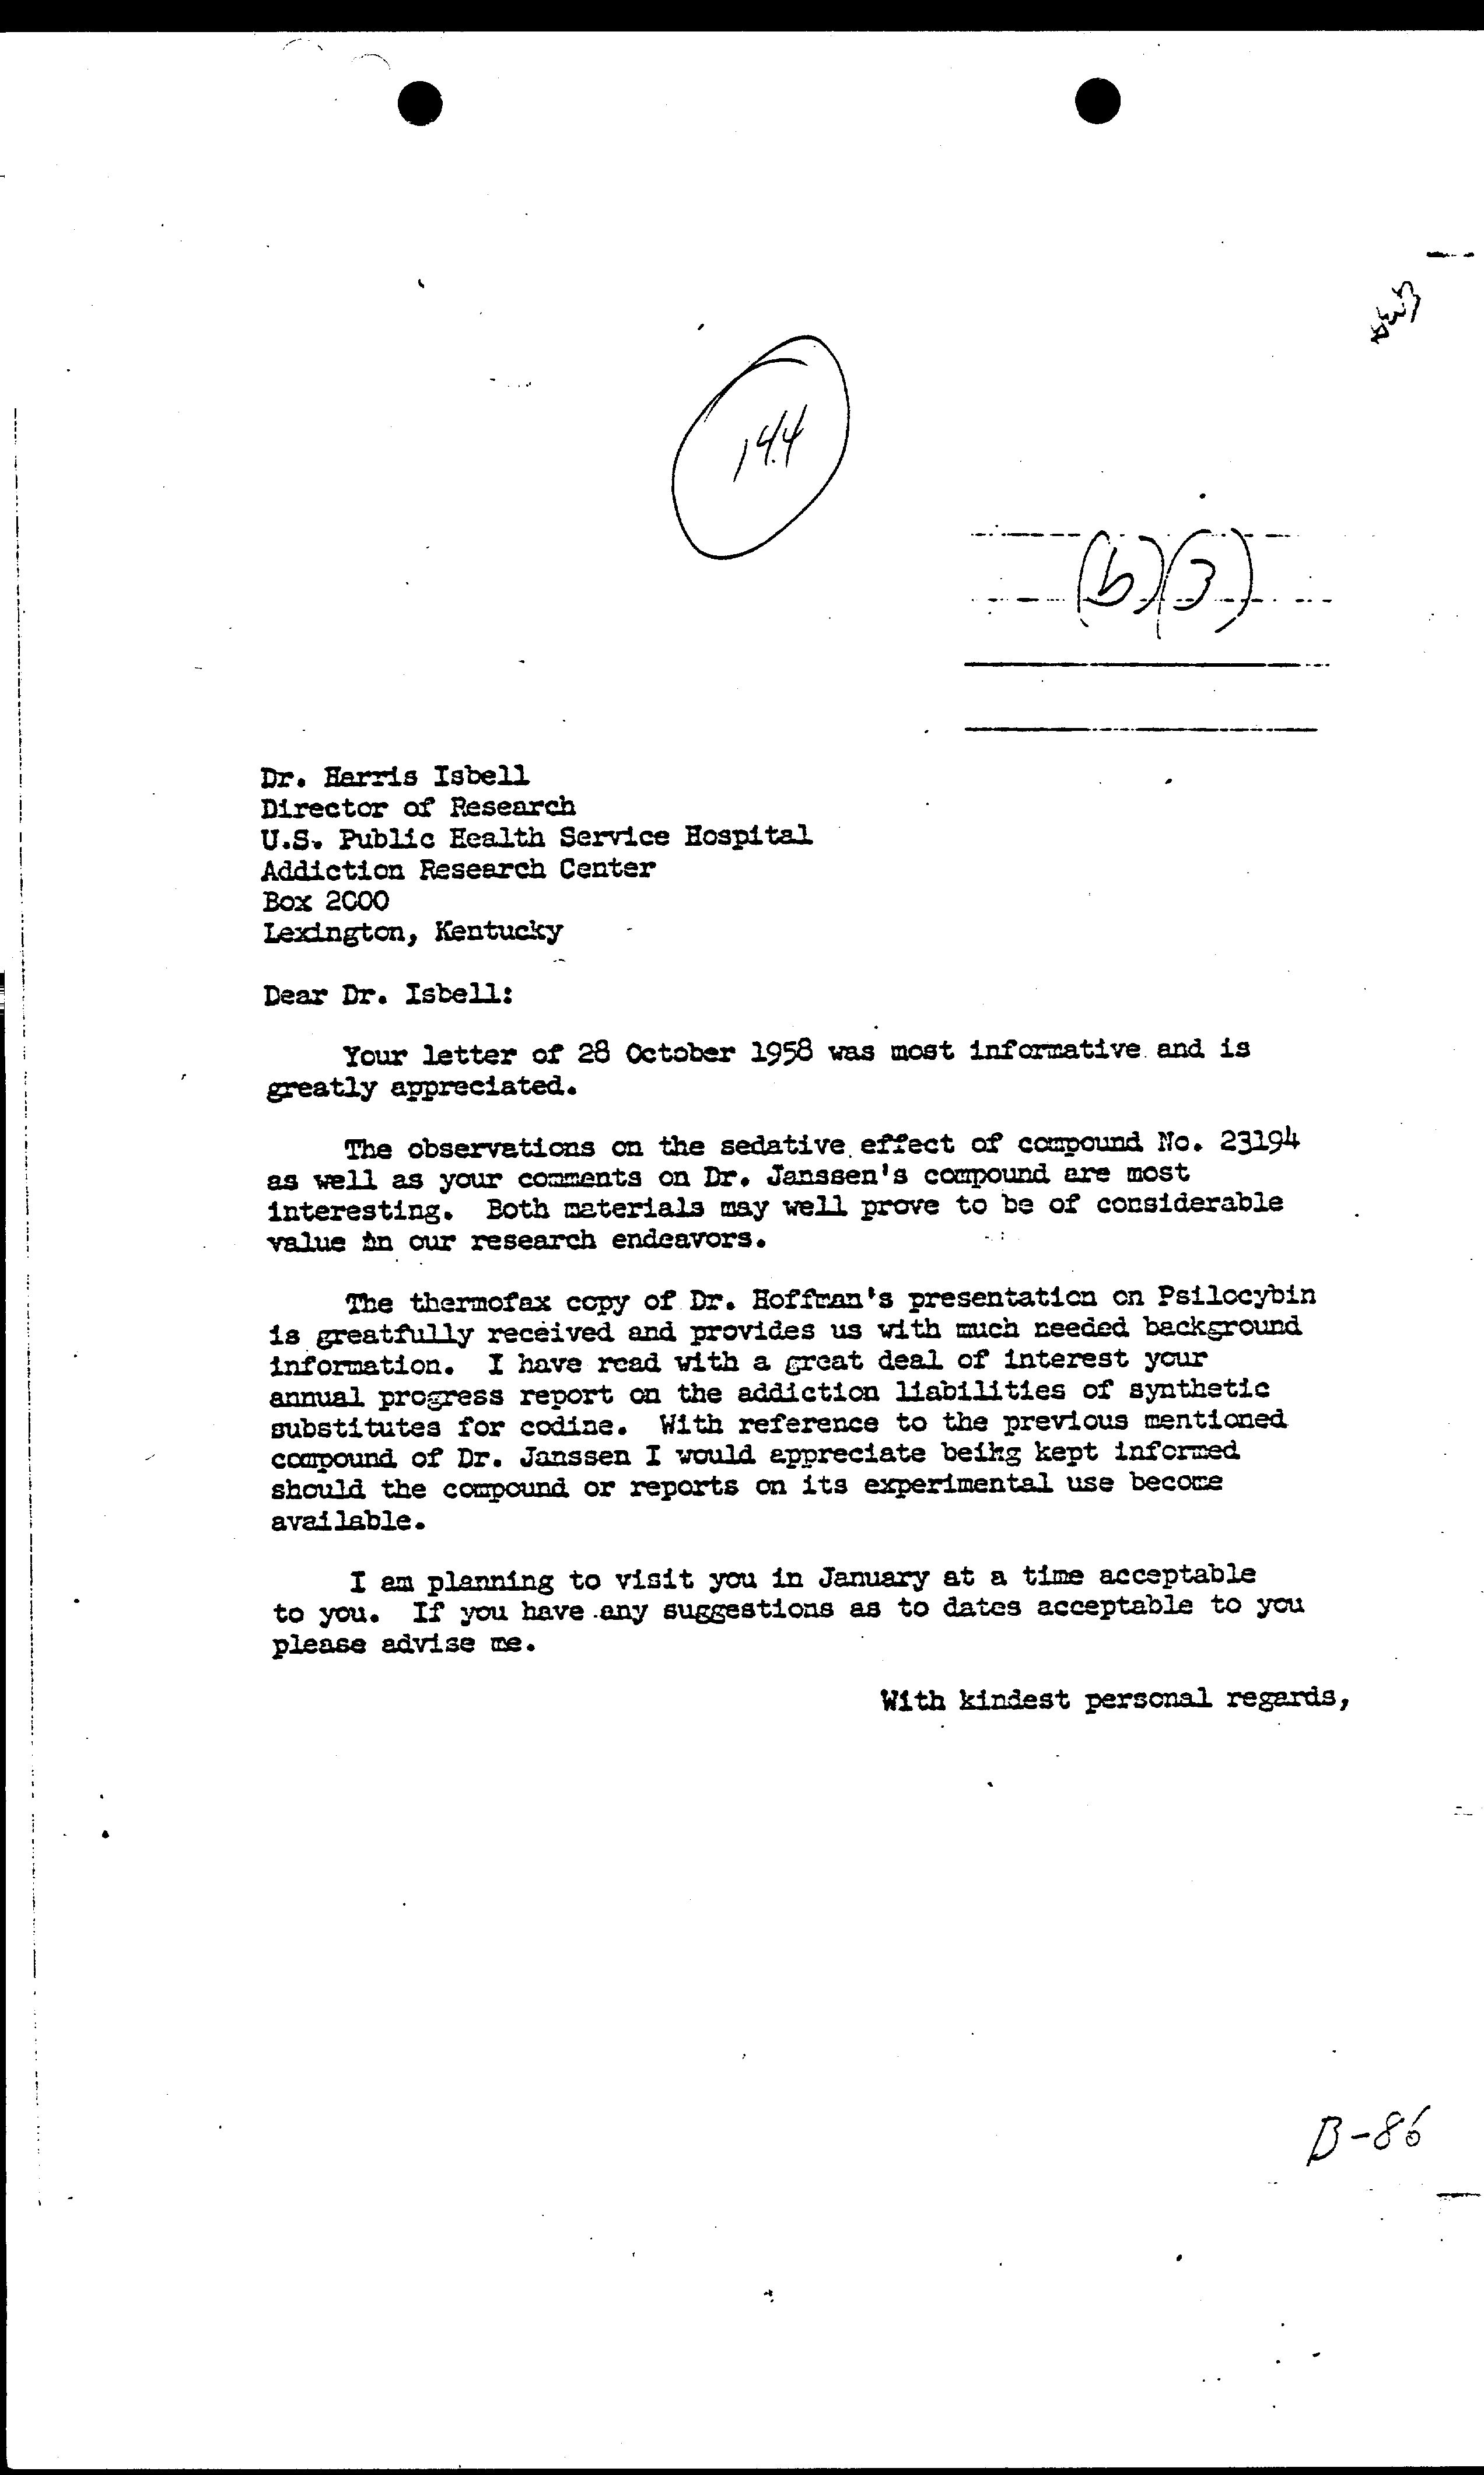 144
(b)(3)
Dr. Harris Isbell
Director of Research
U.S. Public Health Service Hospital
Addiction Research Center
Box 2000
Lexington, Kentucky
Dear Dr. Isbell:
Your letter of 28 October 1958 was most informative and is
greatly appreciated.
The observations on the sedative effect of compound No. 23194
as well as your comments on Dr. Janssen's compound are most
interesting. Both materials may well prove to be of considerable
value in our research endeavors.
The thermofax copy of Dr. Hoffman's presentation on Psilocybin
is greatfully received and provides us with much needed background
information. I have read with a great deal of interest your
annual progress report on the addiction liabilities of synthetic
substitutes for codine. With reference to the previous mentioned
compound of Dr. Janssen I would appreciate beihg kept informed
should the compound or reports on its experimental use become
available.
I am planning to visit you in January at a time acceptable
to you. If you have any suggestions as to dates acceptable to you
please advise me.
With kindest personal regards,
B-86